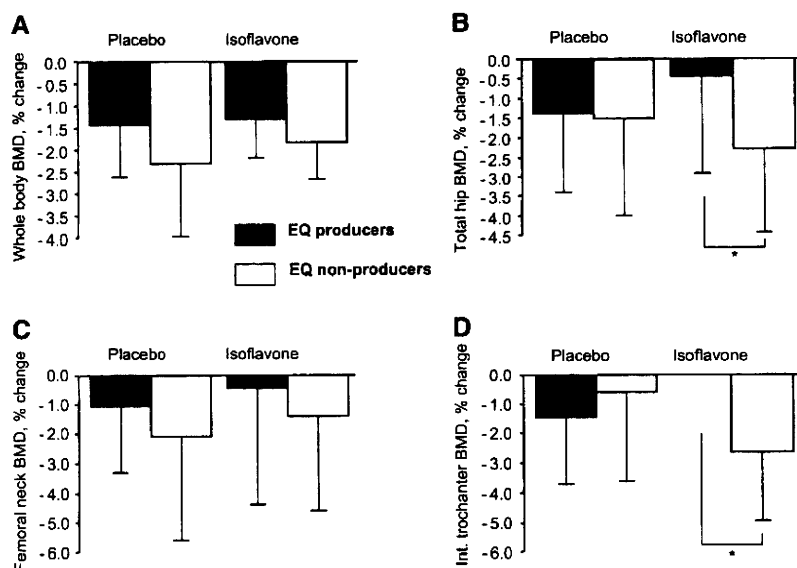 A
Placebo Isoflavone
Whole body BMD, % change
0.0
-0.5
-1.0
-1.5
-2.0
-2.5
-3.0
-3.5
-4.0
EQ producers
EQ non-producers
B
Placebo Isoflavone
Total hip BMD, % change
0.0
-0.5
-1.0
-1.5
-2.0
-2.5
-3.0
-3.5
-4.0
-4.5
*
C
Placebo Isoflavone
Femoral neck BMD, % change
0.0
-1.0
-2.0
-3.0
-4.0
-5.0
-6.0
D
Placebo Isoflavone
Int. trochanter BMD, % change
0.0
-1.0
-2.0
-3.0
-4.0
-5.0
-6.0
*